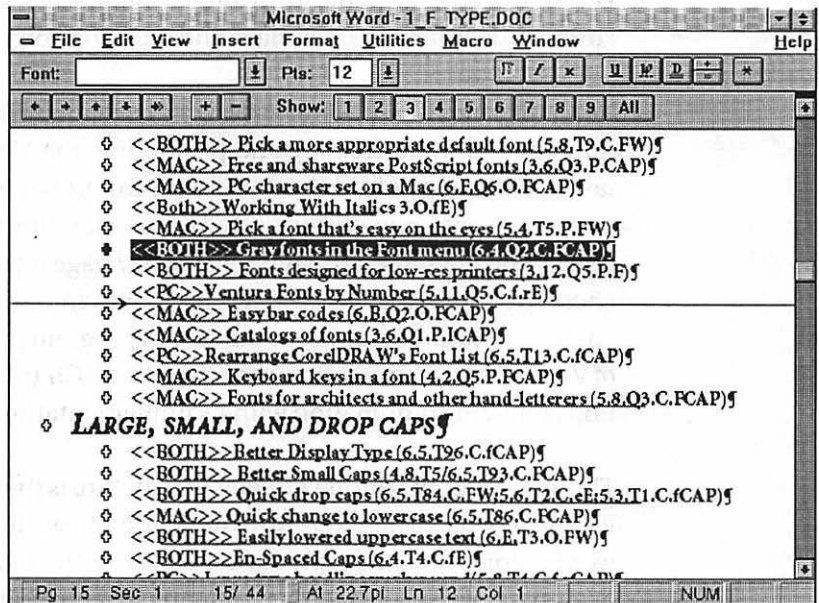 Microsoft Word - 1_F_TYPE.DOC
File Edit View Insert Format Utilities Macro Window Help
Font: Pts: 12 I K U W D *
+ − Show: 1 2 3 4 5 6 7 8 9 All
<<BOTH>> Pick a more appropriate default font (5.8.T9.C.FW)¶
<<MAC>> Free and shareware PostScript fonts (3.6.Q3.P.CAP)¶
<<MAC>> PC character set on a Mac (6.F.Q6.O.FCAP)¶
<<Both>>Working With Italics 3.O.fE)¶
<<MAC>> Pick a font that's easy on the eyes (5.4.T5.P.FW)¶
<<BOTH>> Gray fonts in the Font menu (6.4.Q2.C.FCAP)¶
<<BOTH>> Fonts designed for low-res printers (3.12.Q5.P.F)¶
<<PC>>Ventura Fonts by Number (5.11.Q5.C.f.rE)¶
<<MAC>> Easy bar codes (6.B.Q2.O.FCAP)¶
<<MAC>> Catalogs of fonts (3.6.Q1.P.ICAP)¶
<<PC>>Rearrange CorelDRAW's Font List (6.5.T13.C.fCAP)¶
<<MAC>> Keyboard keys in a font (4.2.Q5.P.FCAP)¶
<<MAC>> Fonts for architects and other hand-letterers (5.8.Q3.C.FCAP)¶
LARGE, SMALL, AND DROP CAPS¶
<<BOTH>>Better Display Type (6.5.T96.C.fCAP)¶
<<BOTH>> Better Small Caps (4.8.T5/6.5.T93.C.FCAP)¶
<<BOTH>> Quick drop caps (6.5.T84.C.FW;5.6.T2.C.eE;5.3.T1.C.fCAP)¶
<<MAC>> Quick change to lowercase (6.5.T86.C.FCAP)¶
<<BOTH>> Easily lowered uppercase text (6.E.T3.O.FW)¶
<<BOTH>>En-Spaced Caps (6.4.T4.C.fE)¶
Pg 15 Sec 1 15/ 44 At 22.7pi Ln 12 Col 1 NUM